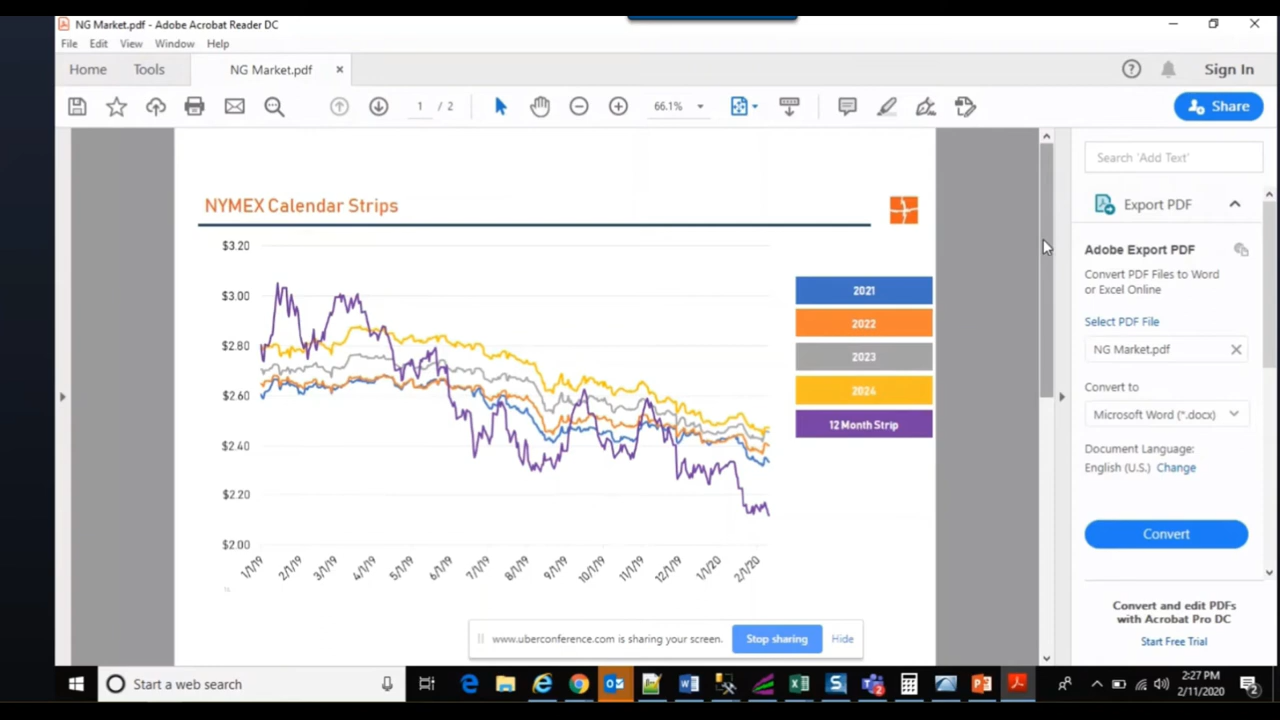 NG Market.pdf - Adobe Acrobat Reader DC
File Edit View Window Help
Home Tools NG Market.pdf × Sign In
1 / 2 66.1% Share
Search 'Add Text'
Export PDF
Adobe Export PDF
Convert PDF Files to Word
or Excel Online
Select PDF File
NG Market.pdf
Convert to
Microsoft Word (*.docx)
Document Language:
English (U.S.) Change
Convert
Convert and edit PDFs
with Acrobat Pro DC
Start Free Trial
NYMEX Calendar Strips
$3.20
$3.00
$2.80
$2.60
$2.40
$2.20
$2.00
1/1/19 2/1/19 3/1/19 4/1/19 5/1/19 6/1/19 7/1/19 8/1/19 9/1/19 10/1/19 11/1/19 12/1/19 1/1/20 2/1/20
2021
2022
2023
2024
12 Month Strip
www.uberconference.com is sharing your screen. Stop sharing Hide
Start a web search
2:27 PM
2/11/2020
2
2